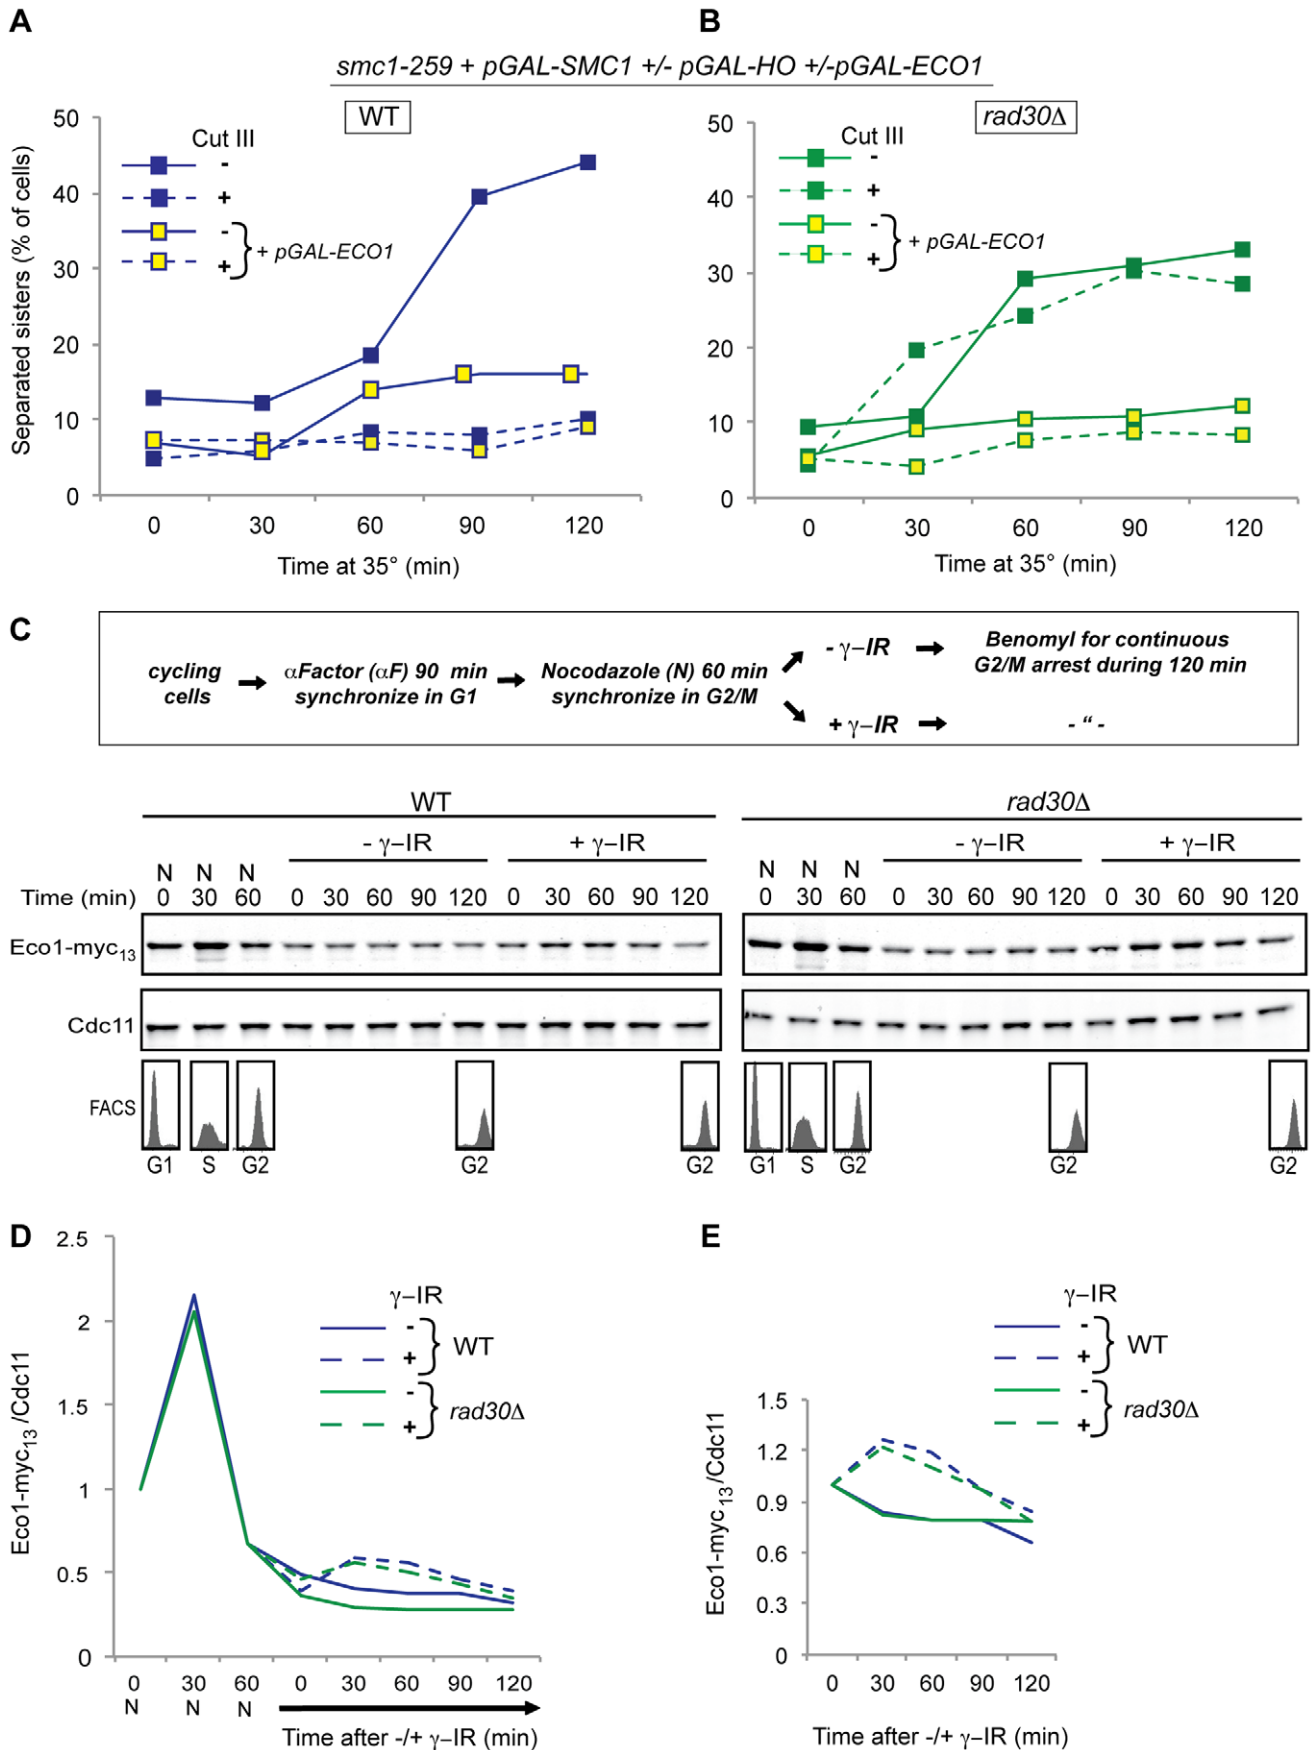 A
B
smc1-259 + pGAL-SMC1 +/- pGAL-HO +/-pGAL-ECO1
WT
rad30Δ
Separated sisters (% of cells)
50
40
30
20
10
0
Cut III
-
+
-
+
+ pGAL-ECO1
0 30 60 90 120
Time at 35° (min)
50
40
30
20
10
0
Cut III
-
+
-
+
+ pGAL-ECO1
0 30 60 90 120
Time at 35° (min)
C
cycling
cells
αFactor (αF) 90 min
synchronize in G1
Nocodazole (N) 60 min
synchronize in G2/M
- γ–IR
+ γ–IR
Benomyl for continuous
G2/M arrest during 120 min
- “ -
WT
rad30Δ
- γ–IR + γ–IR - γ–IR + γ–IR
N N N N N N
Time (min) 0 30 60 0 30 60 90 120 0 30 60 90 120 0 30 60 0 30 60 90 120 0 30 60 90 120
Eco1-myc13
Cdc11
FACS
G1 S G2 G2 G2 G1 S G2 G2 G2
D
Eco1-myc13/Cdc11
2.5
2
1.5
1
0.5
0
γ–IR
-
+
WT
-
+
rad30Δ
0 30 60 0 30 60 90 120
N N N
Time after -/+ γ–IR (min)
E
Eco1-myc13/Cdc11
1.5
1.2
0.9
0.6
0.3
0
γ–IR
-
+
WT
-
+
rad30Δ
0 30 60 90 120
Time after -/+ γ–IR (min)